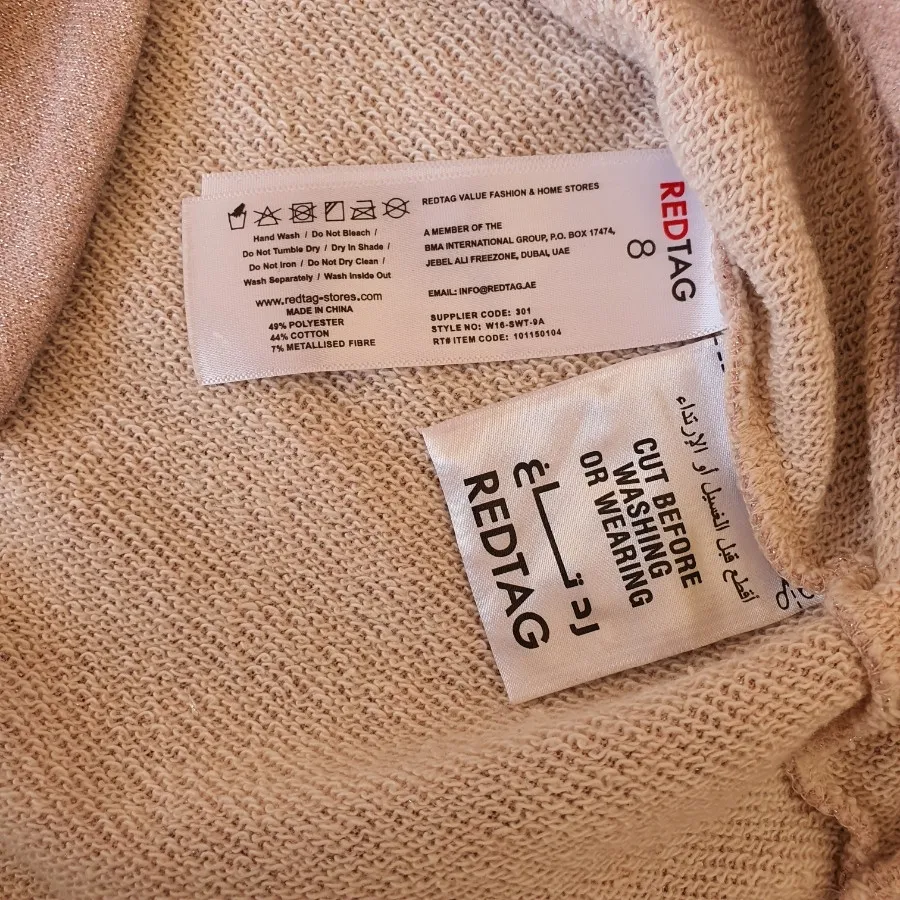 Hand Wash / Do Not Bleach /
Do Not Tumble Dry / Dry In Shade /
Do Not Iron / Do Not Dry Clean /
Wash Separately / Wash Inside Out
www.redtag-stores.com
MADE IN CHINA
49% POLYESTER
44% COTTON
7% METALLISED FIBRE
REDTAG VALUE FASHION & HOME STORES
A MEMBER OF THE
BMA INTERNATIONAL GROUP, P.O. BOX 17474,
JEBEL ALI FREEZONE, DUBAI, UAE
EMAIL: INFO@REDTAG.AE
SUPPLIER CODE: 301
STYLE NO: W16-SWT-9A
RT# ITEM CODE: 101150104
8
REDTAG
أقطع قبل الغسيل أو الإرتداء
CUT BEFORE
WASHING
OR WEARING
رد تاغ
REDTAG